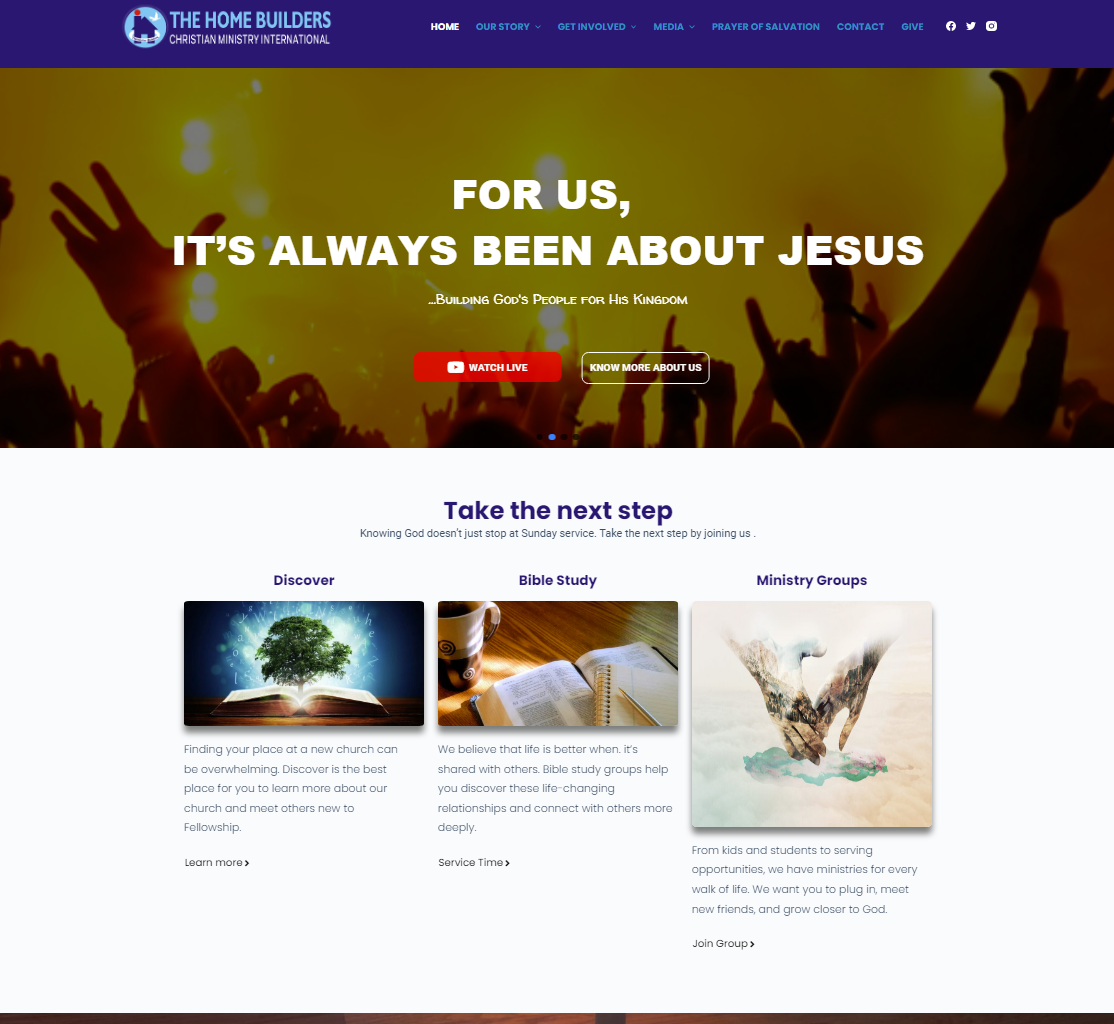 THE HOME BUILDERS
CHRISTIAN MINISTRY INTERNATIONAL
HOME OUR STORY GET INVOLVED MEDIA PRAYER OF SALVATION CONTACT GIVE
FOR US,
IT'S ALWAYS BEEN ABOUT JESUS
...Building God's People for His Kingdom
WATCH LIVE KNOW MORE ABOUT US
Take the next step
Knowing God doesn't just stop at Sunday service. Take the next step by joining us .
Discover
Finding your place at a new church can
be overwhelming. Discover is the best
place for you to learn more about our
church and meet others new to
Fellowship.
Learn more
Bible Study
We believe that life is better when. it's
shared with others. Bible study groups help
you discover these life-changing
relationships and connect with others more
deeply.
Service Time
Ministry Groups
From kids and students to serving
opportunities, we have ministries for every
walk of life. We want you to plug in, meet
new friends, and grow closer to God.
Join Group